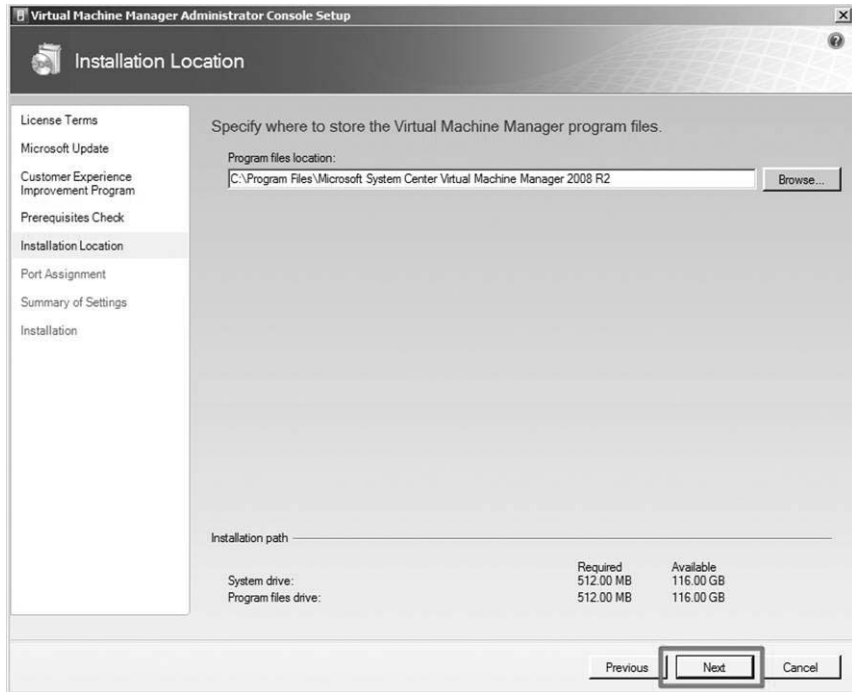 Virtual Machine Manager Administrator Console Setup
Installation Location
License Terms
Microsoft Update
Customer Experience
Improvement Program
Prerequisites Check
Installation Location
Port Assignment
Summary of Settings
Installation
Specify where to store the Virtual Machine Manager program files.
Program files location:
C:\Program Files\Microsoft System Center Virtual Machine Manager 2008 R2
Browse...
Installation path
Required Available
System drive: 512.00 MB 116.00 GB
Program files drive: 512.00 MB 116.00 GB
Previous Next Cancel